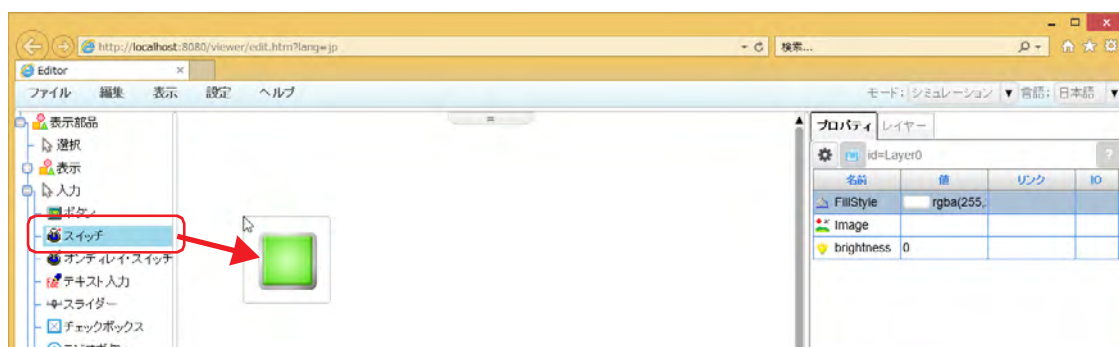 http://localhost:8080/viewer/edit.htm?lang=jp
検索...
Editor
ファイル 編集 表示 設定 ヘルプ
モード: シミュレーション 言語: 日本語
表示部品
選択
表示
入力
ボタン
スイッチ
オンディレイ・スイッチ
テキスト入力
スライダー
チェックボックス
プロパティ レイヤー
id=Layer0
?
名前 値 リンク IO
FillStyle rgba(255,
Image
brightness 0